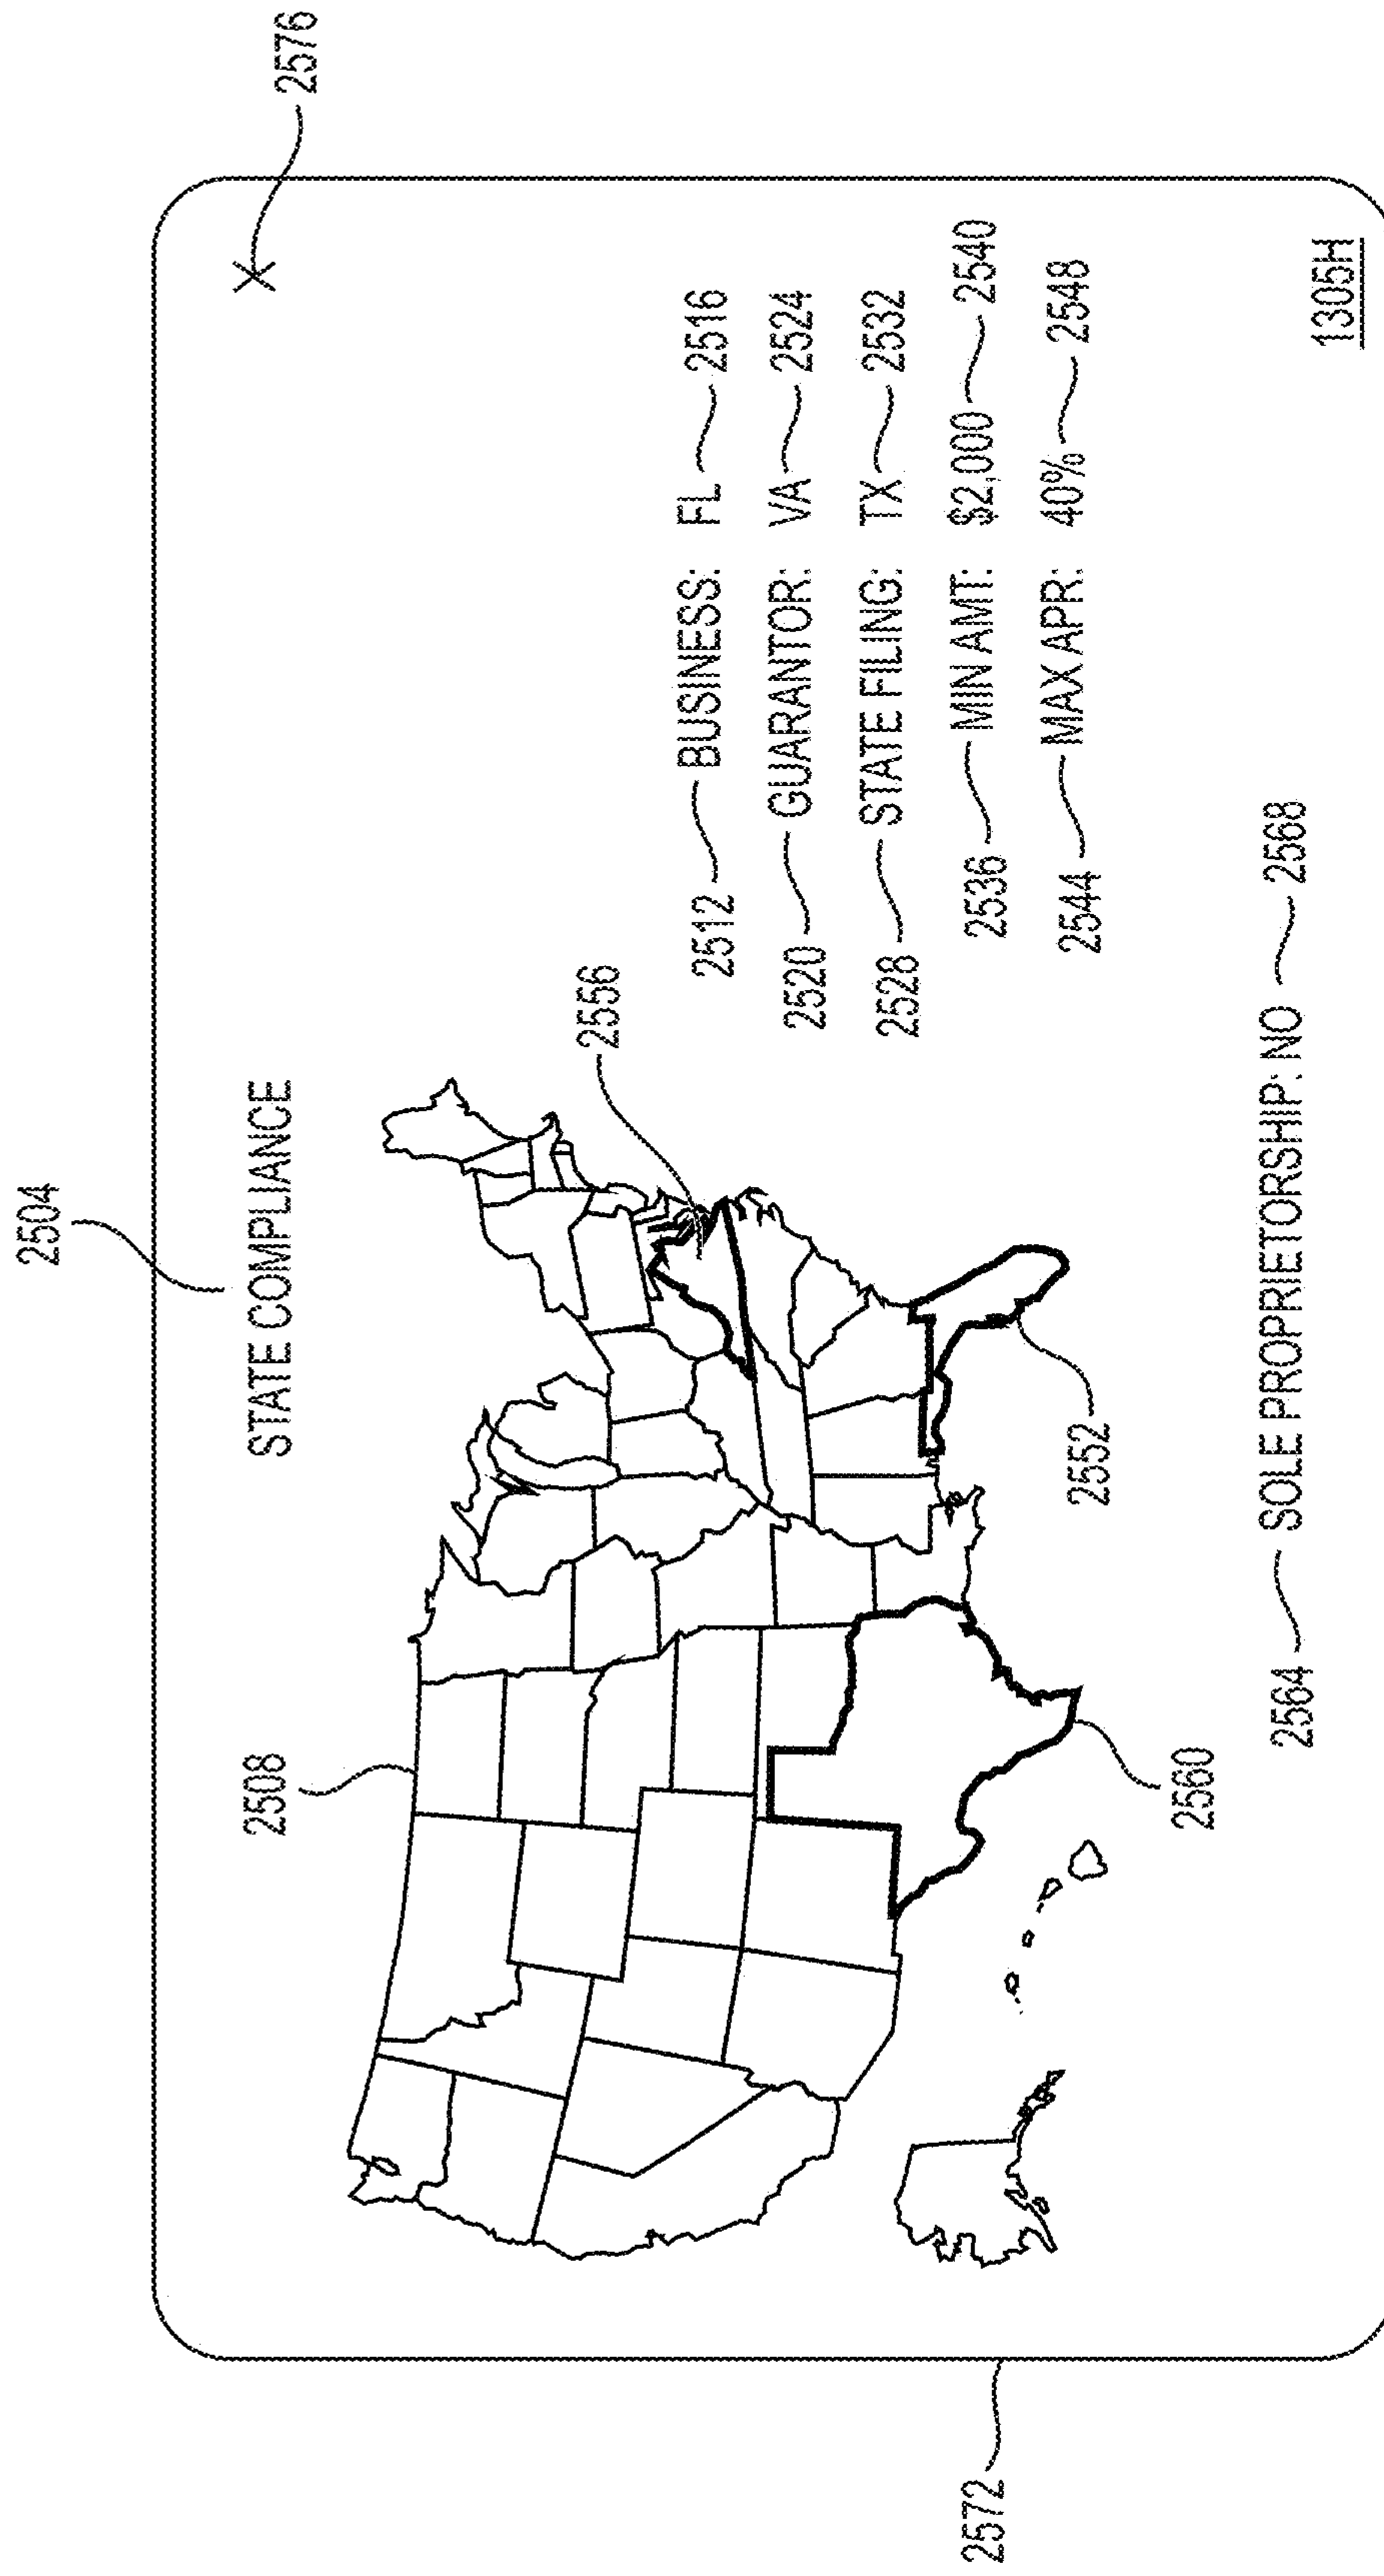 2504
2576
STATE COMPLIANCE
2508
2556
2512 BUSINESS: FL 2516
2520 GUARANTOR: VA 2524
2528 STATE FILING: TX 2532
2536 MIN AMT: $2,000 2540
2544 MAX APR: 40% 2548
2572
2560
2552
2564 SOLE PROPRIETORSHIP: NO 2568
1305H